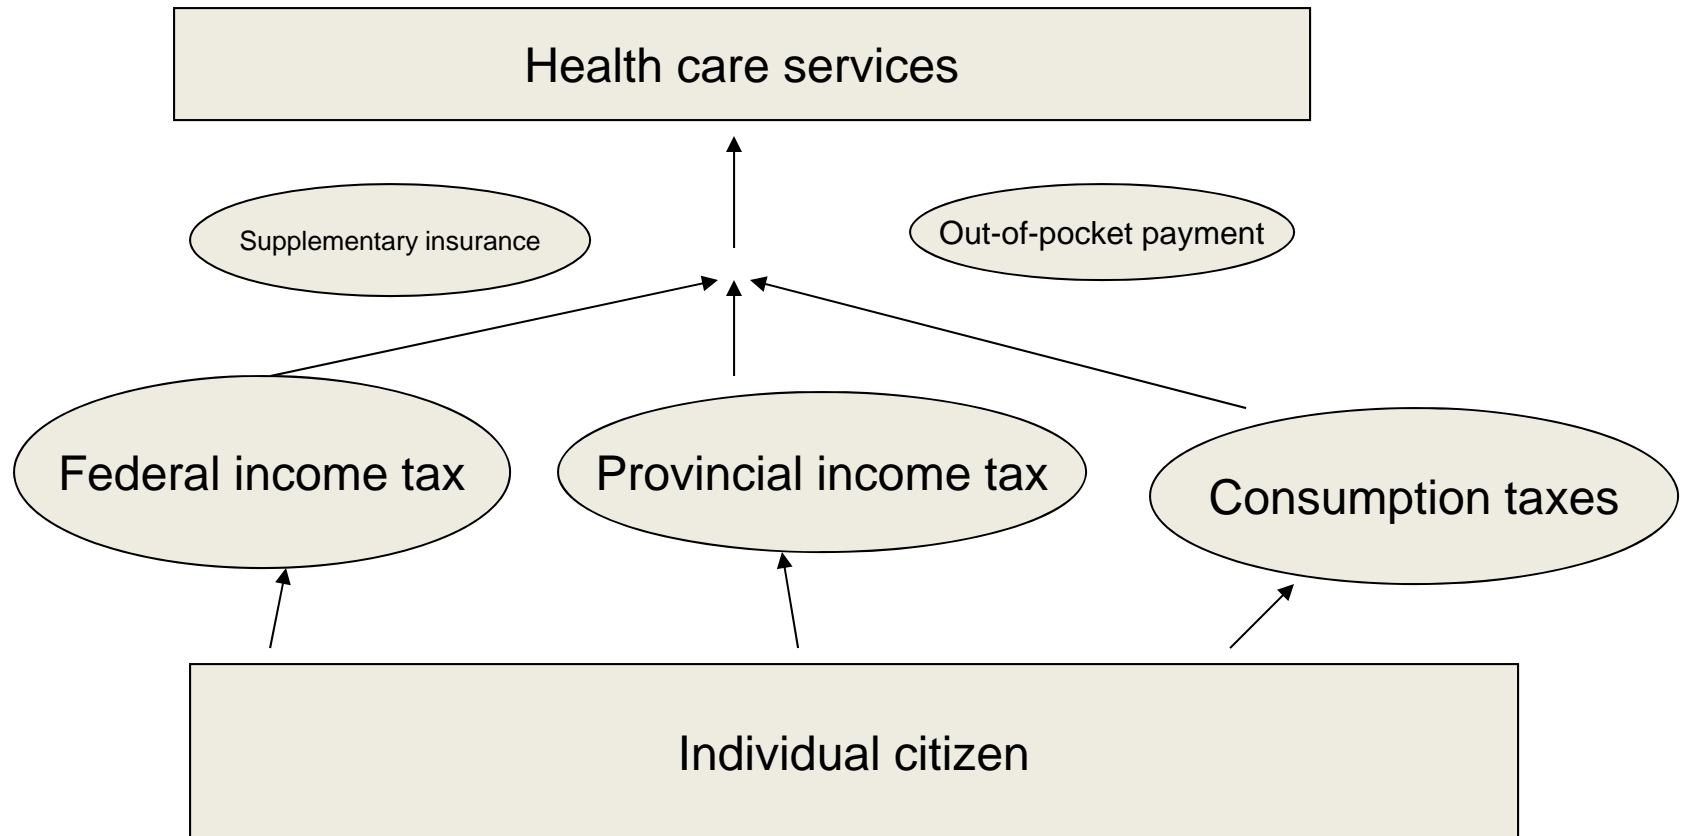 Health care services
Supplementary insurance
Out-of-pocket payment
Federal income tax
Provincial income tax
Consumption taxes
Individual citizen